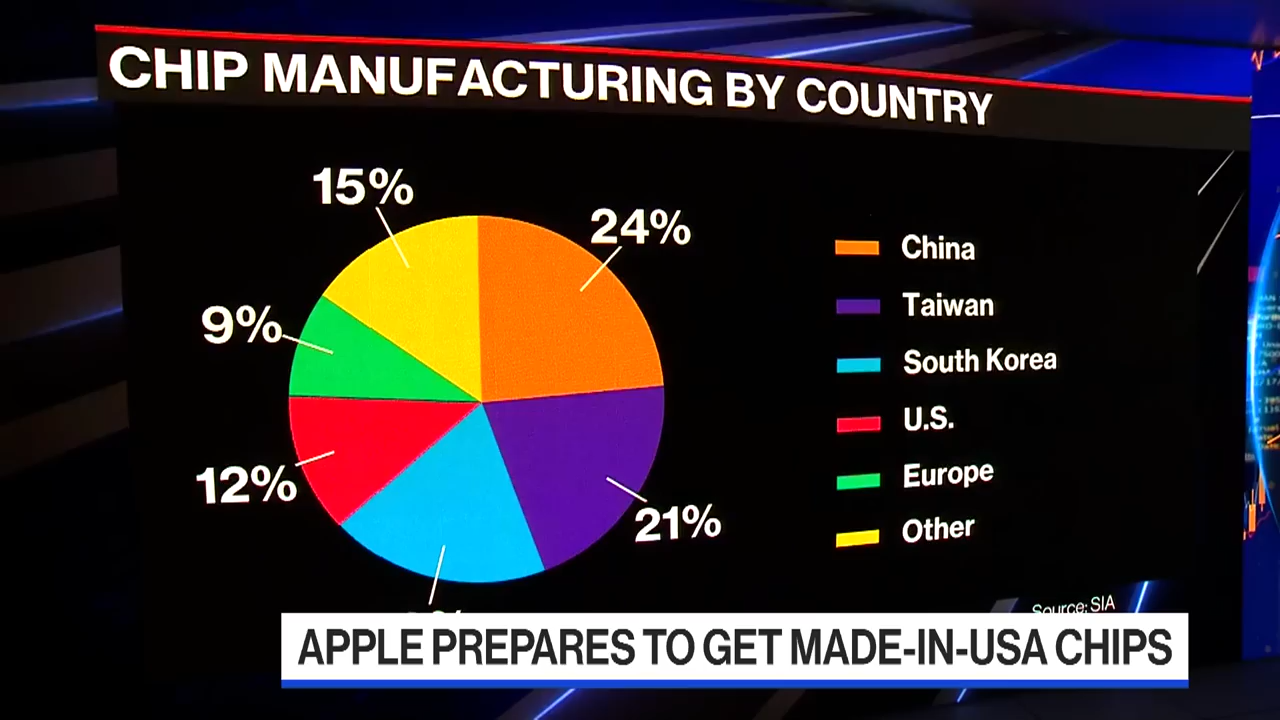 CHIP MANUFACTURING BY COUNTRY
15%
24%
9%
12%
21%
China
Taiwan
South Korea
U.S.
Europe
Other
Source: SIA
APPLE PREPARES TO GET MADE-IN-USA CHIPS